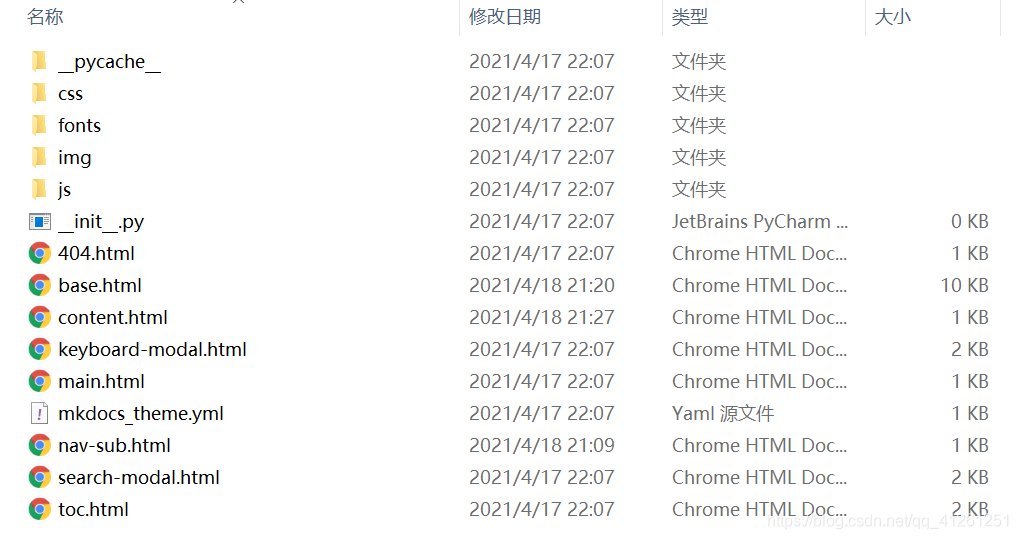 名称 修改日期 类型 大小
__pycache__ 2021/4/17 22:07 文件夹
css 2021/4/17 22:07 文件夹
fonts 2021/4/17 22:07 文件夹
img 2021/4/17 22:07 文件夹
js 2021/4/17 22:07 文件夹
__init__.py 2021/4/17 22:07 JetBrains PyCharm ... 0 KB
404.html 2021/4/17 22:07 Chrome HTML Doc... 1 KB
base.html 2021/4/18 21:20 Chrome HTML Doc... 10 KB
content.html 2021/4/18 21:27 Chrome HTML Doc... 1 KB
keyboard-modal.html 2021/4/17 22:07 Chrome HTML Doc... 2 KB
main.html 2021/4/17 22:07 Chrome HTML Doc... 1 KB
mkdocs_theme.yml 2021/4/17 22:07 Yaml 源文件 1 KB
nav-sub.html 2021/4/18 21:09 Chrome HTML Doc... 1 KB
search-modal.html 2021/4/17 22:07 Chrome HTML Doc... 2 KB
toc.html 2021/4/17 22:07 Chrome HTML Doc... 2 KB
https://blog.csdn.net/qq_41261251